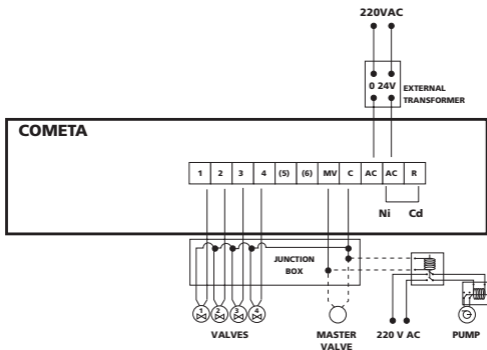 220VAC
0 24V
EXTERNAL
TRANSFORMER
COMETA
1 2 3 4 (5) (6) MV C AC AC R
Ni Cd
JUNCTION
BOX
1 2 3 4
VALVES
MASTER
VALVE
220 V AC
PUMP